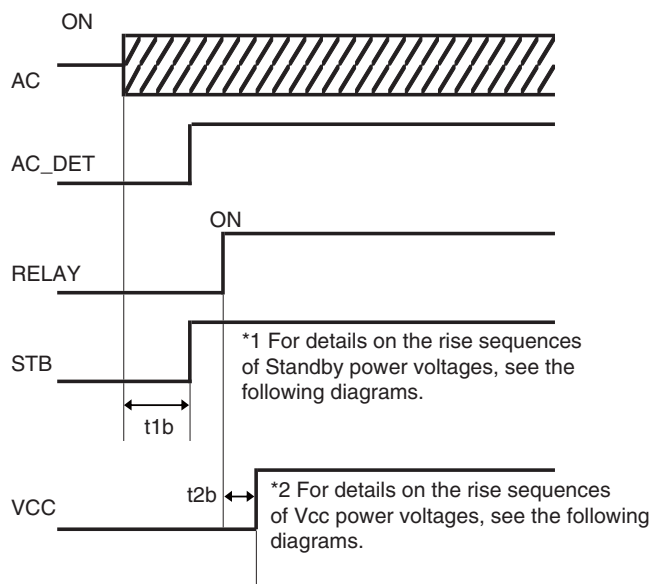 ON
AC
AC_DET
ON
RELAY
*1 For details on the rise sequences
of Standby power voltages, see the
following diagrams.
STB
t1b
t2b
*2 For details on the rise sequences
of Vcc power voltages, see the following
diagrams.
VCC